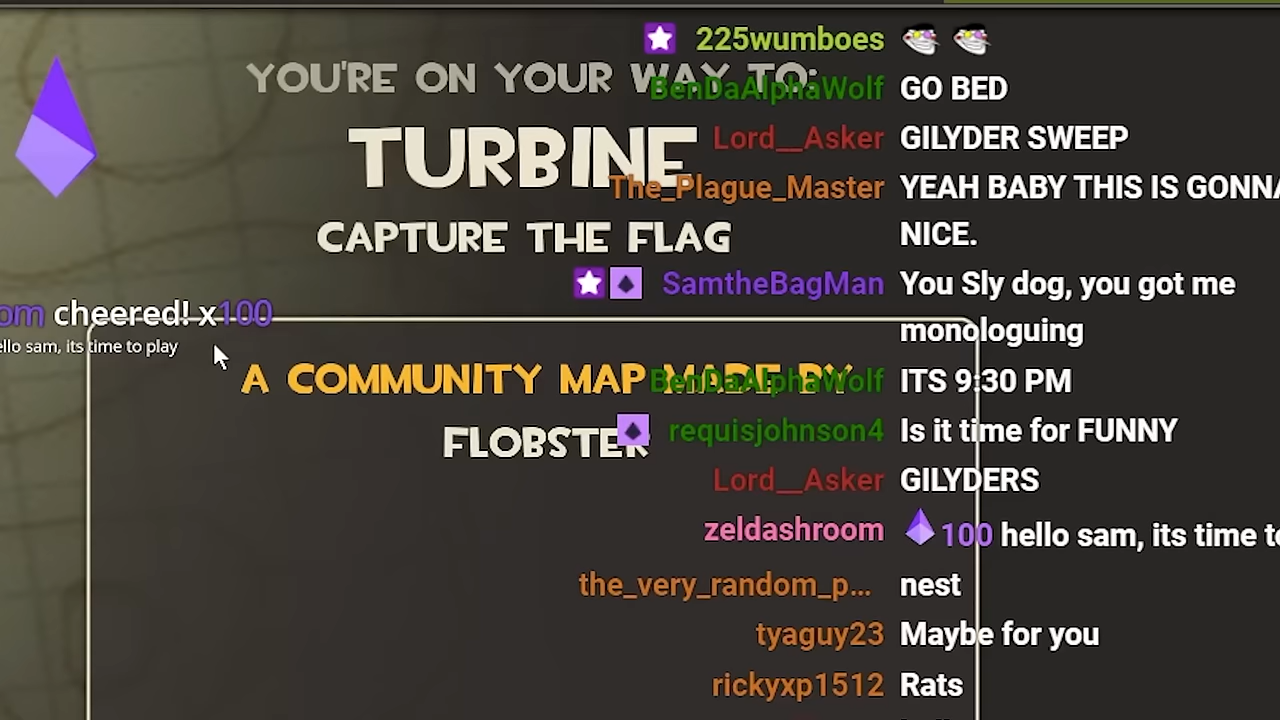 YOU'RE ON YOUR WAY TO:
TURBINE
CAPTURE THE FLAG
om cheered! x100
ello sam, its time to play
A COMMUNITY MAP MADE BY
FLOBSTER
225wumboes
BenDaAlphaWolf GO BED
Lord__Asker GILYDER SWEEP
The_Plague_Master YEAH BABY THIS IS GONNA
NICE.
SamtheBagMan You Sly dog, you got me
monologuing
BenDaAlphaWolf ITS 9:30 PM
requisjohnson4 Is it time for FUNNY
Lord__Asker GILYDERS
zeldashroom 100 hello sam, its time to
the_very_random_p... nest
tyaguy23 Maybe for you
rickyxp1512 Rats